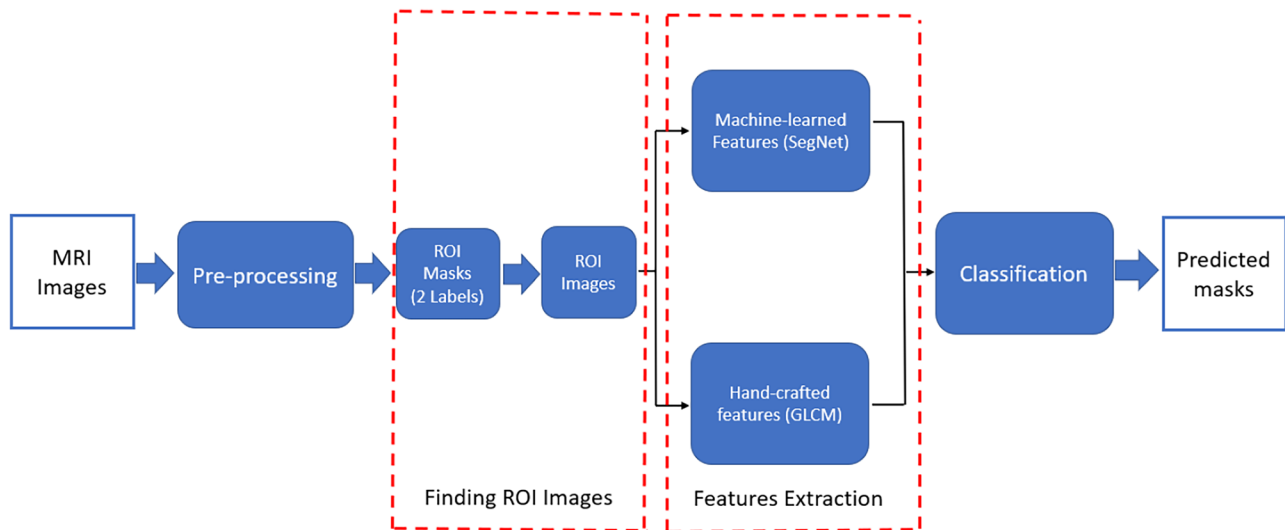 MRI
Images
Pre-processing
ROI
Masks
(2 Labels)
ROI
Images
Finding ROI Images
Machine-learned
Features (SegNet)
Hand-crafted
features (GLCM)
Features Extraction
Classification
Predicted
masks